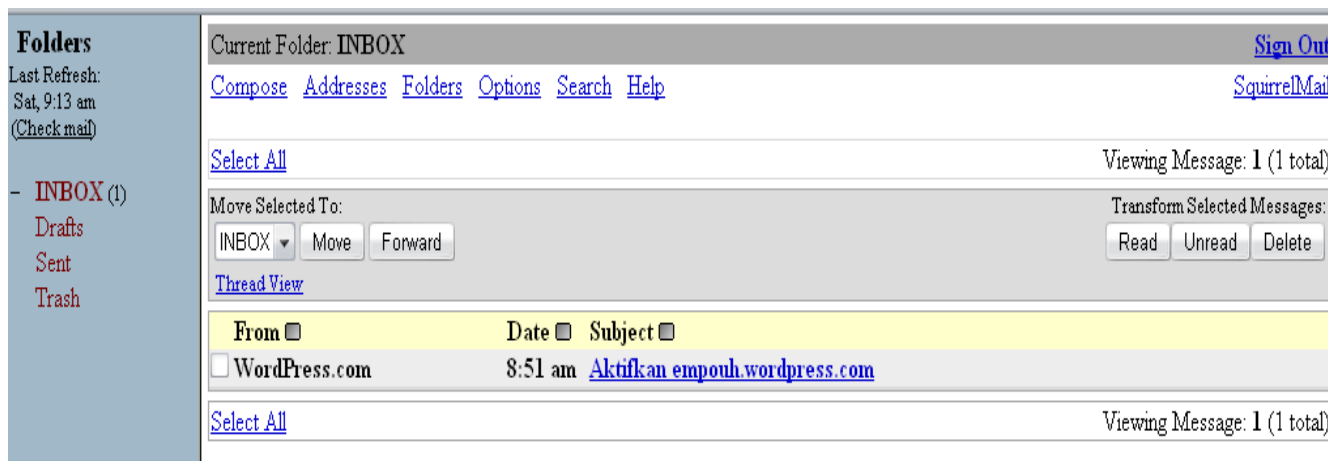 Folders
Last Refresh:
Sat, 9:13 am
(Check mail)
– INBOX (1)
Drafts
Sent
Trash
Current Folder: INBOX Sign Out
Compose Addresses Folders Options Search Help SquirrelMail
Select All Viewing Message: 1 (1 total)
Move Selected To: Transform Selected Messages:
INBOX Move Forward Read Unread Delete
Thread View
From Date Subject
WordPress.com 8:51 am Aktifkan empouh.wordpress.com
Select All Viewing Message: 1 (1 total)